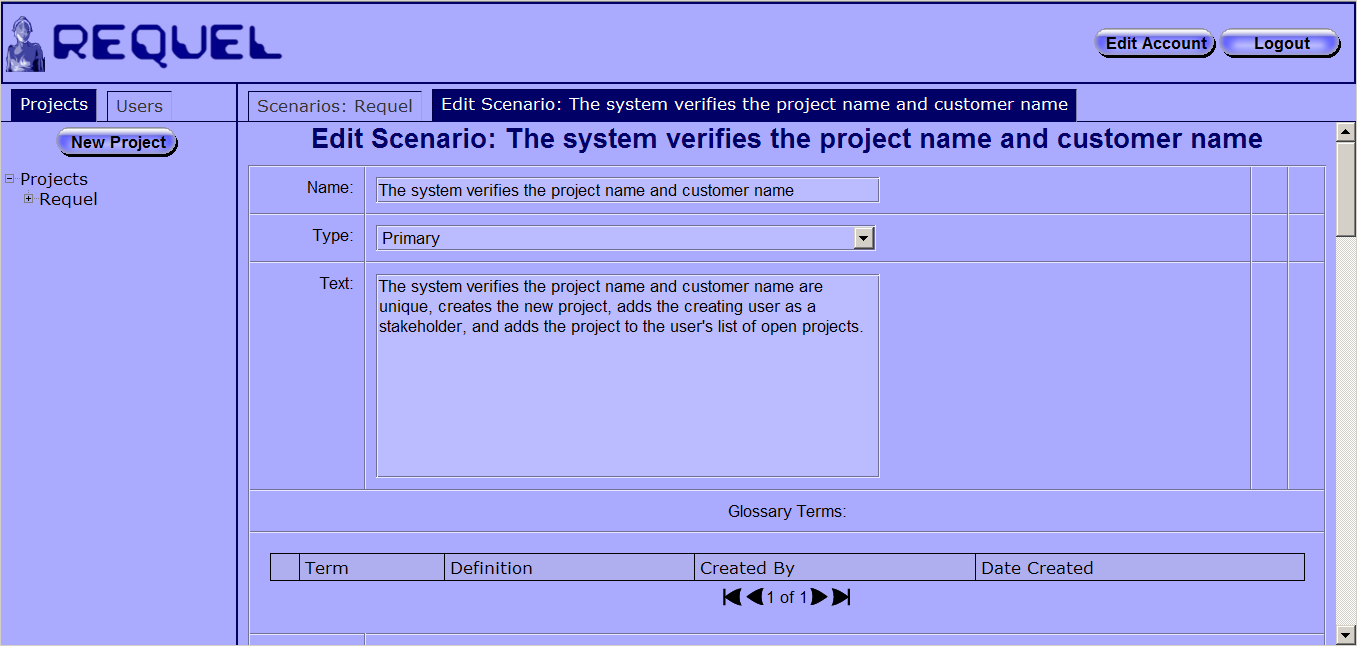 REQUEL
Edit Account
Logout
Projects
Users
Scenarios: Requel
Edit Scenario: The system verifies the project name and customer name
New Project
Projects
Requel
Edit Scenario: The system verifies the project name and customer name
Name:
The system verifies the project name and customer name
Type:
Primary
Text:
The system verifies the project name and customer name are
unique, creates the new project, adds the creating user as a
stakeholder, and adds the project to the user's list of open projects.
Glossary Terms:
Term
Definition
Created By
Date Created
1 of 1